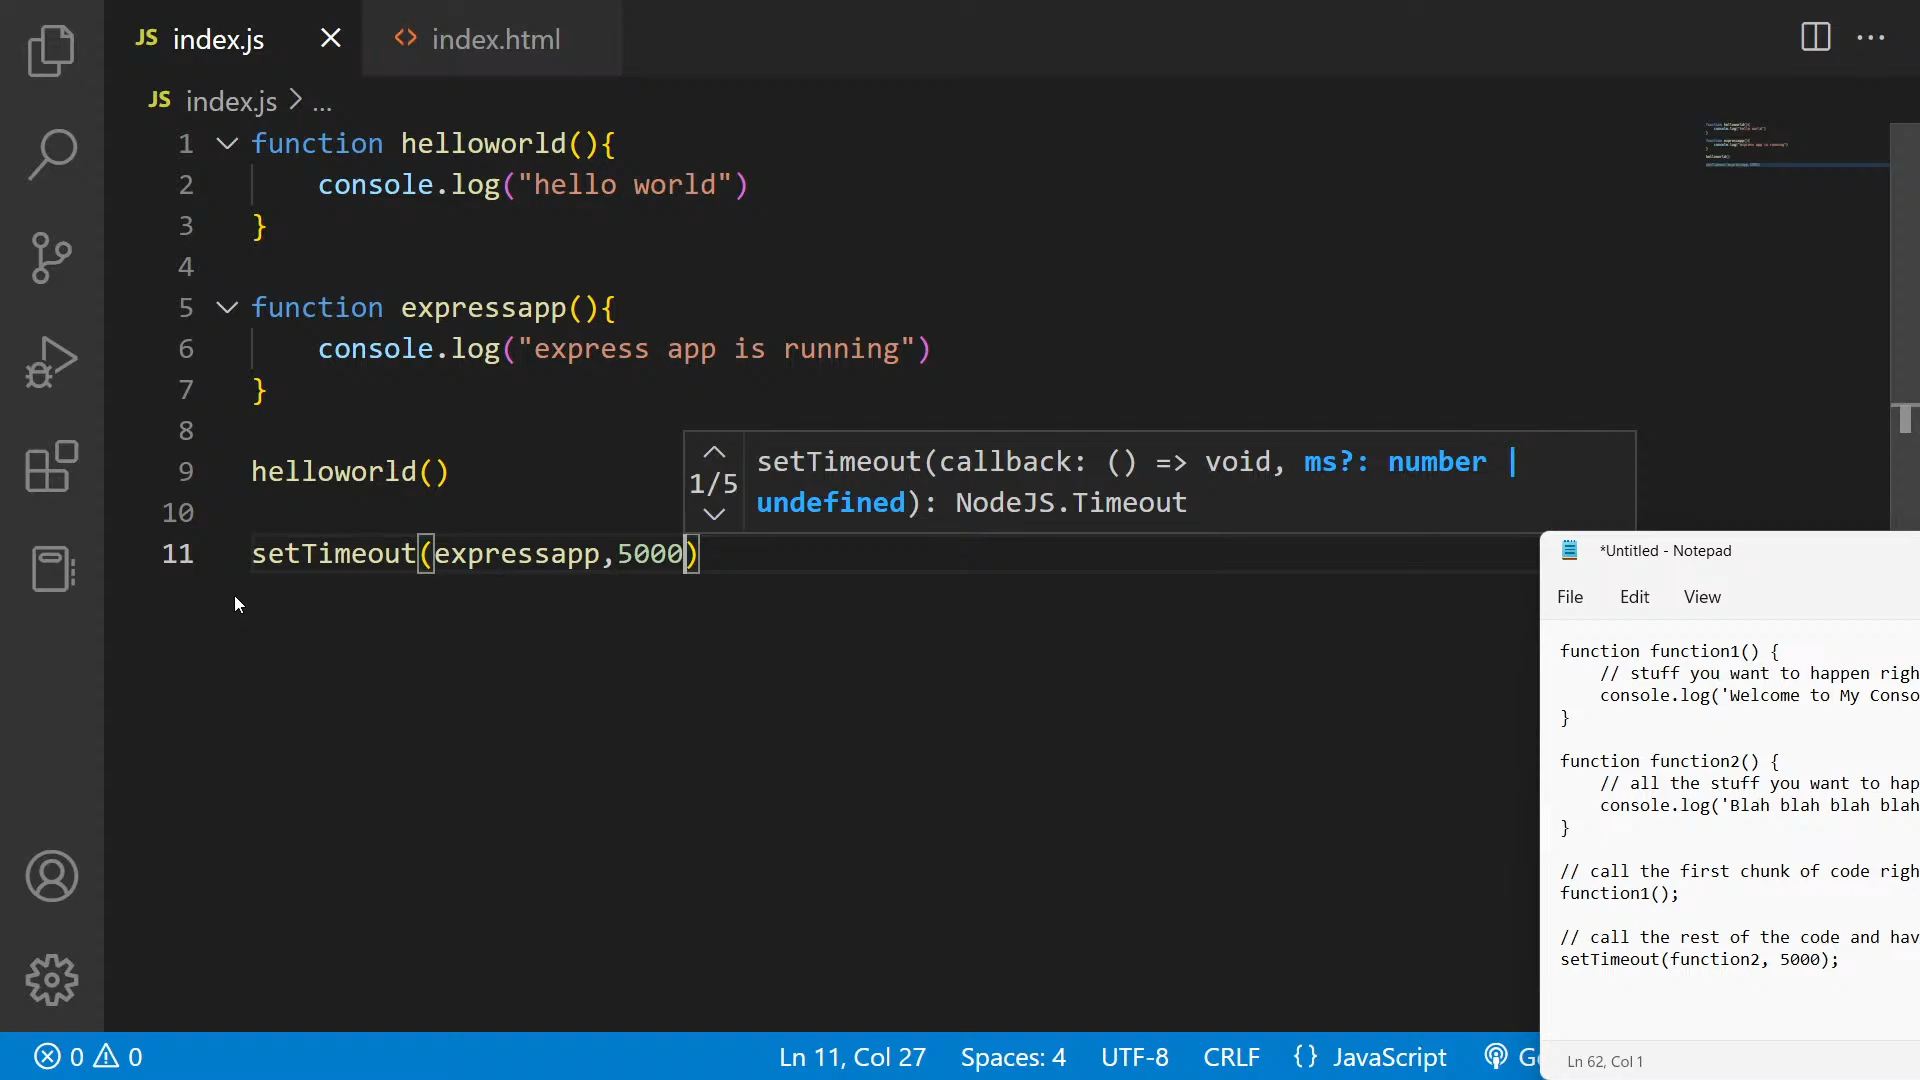 JS index.js
<> index.html
JS index.js > ...
1 function helloworld(){
2 console.log("hello world")
3 }
4
5 function expressapp(){
6 console.log("express app is running")
7 }
8
9 helloworld()
10
11 setTimeout(expressapp,5000)
1/5
setTimeout(callback: () => void, ms?: number |
undefined): NodeJS.Timeout
*Untitled - Notepad
File Edit View
function function1() {
// stuff you want to happen righ
console.log('Welcome to My Conso
}
function function2() {
// all the stuff you want to hap
console.log('Blah blah blah blah
}
// call the first chunk of code righ
function1();
// call the rest of the code and hav
setTimeout(function2, 5000);
Ln 62, Col 1
0 0 Ln 11, Col 27 Spaces: 4 UTF-8 CRLF {} JavaScript